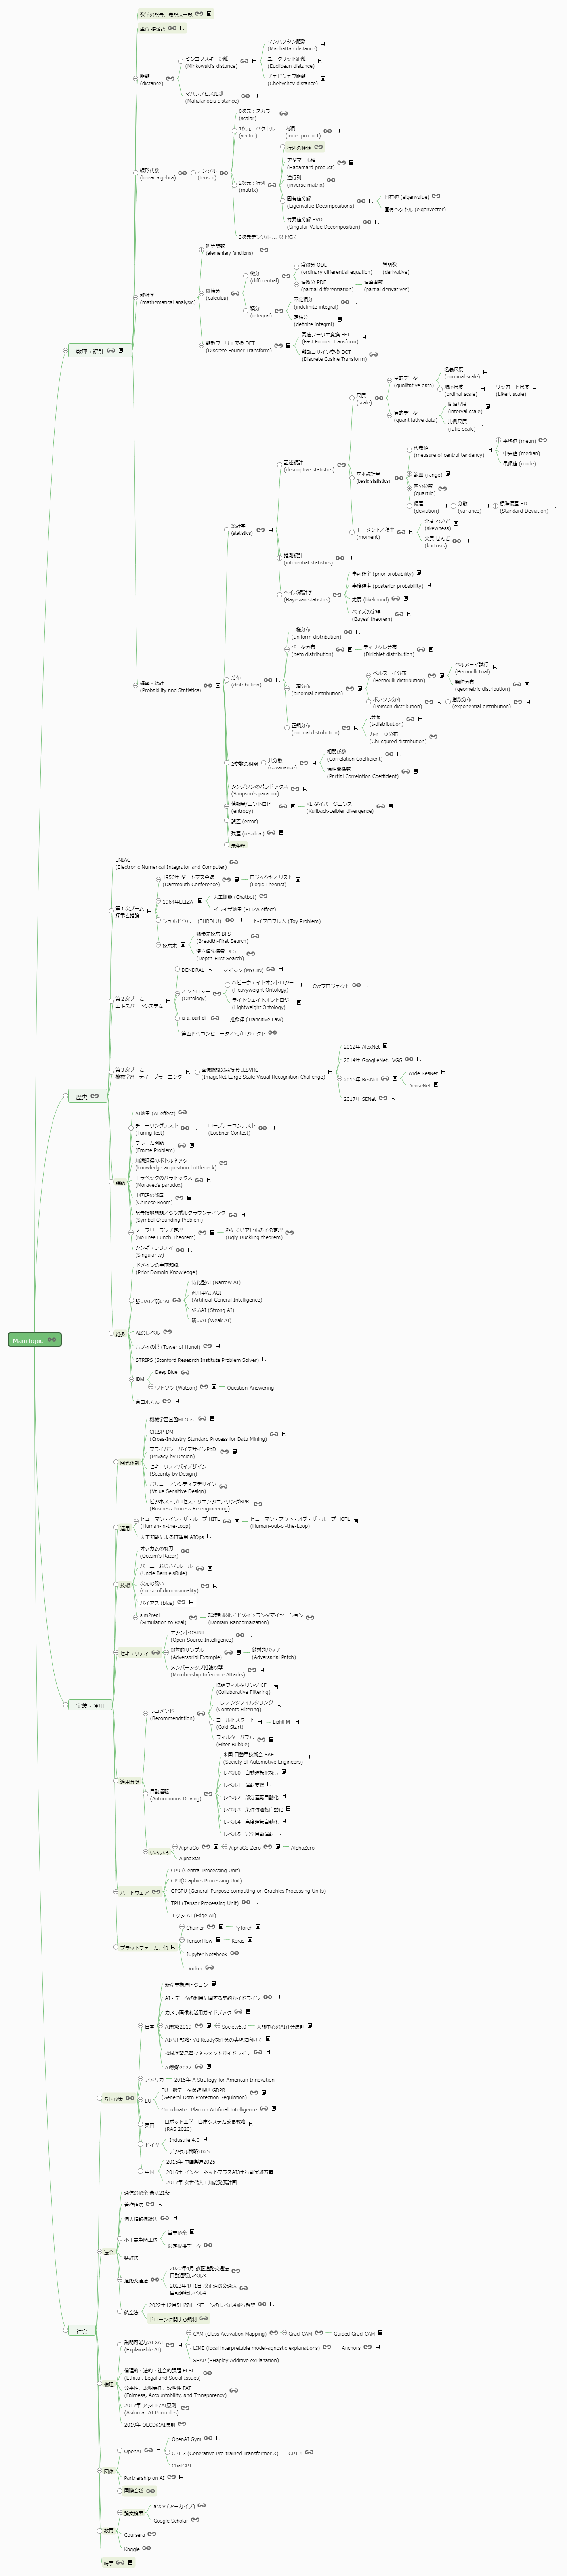 MainTopic
数理・統計
数学の記号、表記法一覧
単位 接頭語
距離
(distance)
ミンコフスキー距離
(Minkowski's distance)
マンハッタン距離
(Manhattan distance)
ユークリッド距離
(Euclidean distance)
チェビシェフ距離
(Chebyshev distance)
マハラノビス距離
(Mahalanobis distance)
線形代数
(linear algebra)
テンソル
(tensor)
0次元：スカラー
(scalar)
1次元：ベクトル
(vector)
内積
(inner product)
2次元：行列
(matrix)
行列の種類
アダマール積
(Hadamard product)
逆行列
(inverse matrix)
固有値分解
(Eigenvalue Decompositions)
固有値 (eigenvalue)
固有ベクトル (eigenvector)
特異値分解 SVD
(Singular Value Decomposition)
3次元テンソル ... 以下続く
解析学
(mathematical analysis)
初等関数
(elementary functions)
微積分
(calculus)
微分
(differential)
常微分 ODE
(ordinary differential equation)
導関数
(derivative)
偏微分 PDE
(partial differentiation)
偏導関数
(partial derivatives)
積分
(integral)
不定積分
(indefinite integral)
定積分
(definite integral)
離散フーリエ変換 DFT
(Discrete Fourier Transform)
高速フーリエ変換 FFT
(Fast Fourier Transform)
離散コサイン変換 DCT
(Discrete Cosine Transform)
確率・統計
(Probability and Statistics)
統計学
(statistics)
記述統計
(descriptive statistics)
尺度
(scale)
量的データ
(qualitative data)
名義尺度
(nominal scale)
順序尺度
(ordinal scale)
リッカート尺度
(Likert scale)
質的データ
(quantitative data)
間隔尺度
(interval scale)
比例尺度
(ratio scale)
基本統計量
(basic statistics)
代表値
(measure of central tendency)
平均値 (mean)
中央値 (median)
最頻値 (mode)
範囲 (range)
四分位数
(quartile)
偏差
(deviation)
分散
(variance)
標準偏差 SD
(Standard Deviation)
モーメント／積率
(moment)
歪度 わいど
(skewness)
尖度 せんど
(kurtosis)
推測統計
(inferential statistics)
ベイズ統計学
(Bayesian statistics)
事前確率 (prior probability)
事後確率 (posterior probability)
尤度 (likelihood)
ベイズの定理
(Bayes' theorem)
分布
(distribution)
一様分布
(uniform distribution)
ベータ分布
(beta distribution)
ディリクレ分布
(Dirichlet distribution)
二項分布
(binomial distribution)
ベルヌーイ分布
(Bernoulli distribution)
ベルヌーイ試行
(Bernoulli trial)
幾何分布
(geometric distribution)
ポアソン分布
(Poisson distribution)
指数分布
(exponential distribution)
正規分布
(normal distribution)
t分布
(t-distribution)
カイ二乗分布
(Chi-squred distribution)
2変数の相関
共分散
(covariance)
相関係数
(Correlation Coefficient)
偏相関係数
(Partial Correlation Coefficient)
シンプソンのパラドックス
(Simpson's paradox)
情報量/エントロピー
(entropy)
KL ダイバージェンス
(Kullback-Leibler divergence)
誤差 (error)
残差 (residual)
未整理
歴史
ENIAC
(Electronic Numerical Integrator and Computer)
第１次ブーム
探索と推論
1956年 ダートマス会議
(Dartmouth Conference)
ロジックセオリスト
(Logic Theorist)
1964年ELIZA
人工無能 (Chatbot)
イライザ効果 (ELIZA effect)
シュルドウルー (SHRDLU)
トイプロブレム (Toy Problem)
探索木
幅優先探索 BFS
(Breadth-First Search)
深さ優先探索 DFS
(Depth-First Search)
第２次ブーム
エキスパートシステム
DENDRAL
マイシン (MYCIN)
オントロジー
(Ontology)
ヘビーウェイトオントロジー
(Heavyweight Ontology)
Cycプロジェクト
ライトウェイトオントロジー
(Lightweight Ontology)
is-a, part-of
推移律 (Transitive Law)
第五世代コンピュータ／Σプロジェクト
第３次ブーム
機械学習・ディープラーニング
画像認識の競技会 ILSVRC
(ImageNet Large Scale Visual Recognition Challenge)
2012年 AlexNet
2014年 GoogLeNet、VGG
2015年 ResNet
Wide ResNet
DenseNet
2017年 SENet
課題
AI効果 (AI effect)
チューリングテスト
(Turing test)
ローブナーコンテスト
(Loebner Contest)
フレーム問題
(Frame Problem)
知識獲得のボトルネック
(knowledge-acquisition bottleneck)
モラベックのパラドックス
(Moravec's paradox)
中国語の部屋
(Chinese Room)
記号接地問題／シンボルグラウンディング
(Symbol Grounding Problem)
ノーフリーランチ定理
(No Free Lunch Theorem)
みにくいアヒルの子の定理
(Ugly Duckling theorem)
シンギュラリティ
(Singularity)
雑多
ドメインの事前知識
(Prior Domain Knowledge)
強いAI／弱いAI
特化型AI (Narrow AI)
汎用型AI AGI
(Artificial General Intelligence)
強いAI (Strong AI)
弱いAI (Weak AI)
AIのレベル
ハノイの塔 (Tower of Hanoi)
STRIPS (Stanford Research Institute Problem Solver)
IBM
Deep Blue
ワトソン (Watson)
Question-Answering
東ロボくん
実装・運用
開発体制
機械学習基盤MLOps
CRISP-DM
(Cross-Industry Standard Process for Data Mining)
プライバシーバイデザインPbD
(Privacy by Design)
セキュリティバイデザイン
(Security by Design)
バリューセンシティブデザイン
(Value Sensitive Design)
ビジネス・プロセス・リエンジニアリングBPR
(Business Process Re-engineering)
運用
ヒューマン・イン・ザ・ループ HITL
(Human-in-the-Loop)
ヒューマン・アウト・オブ・ザ・ループ HOTL
(Human-out-of-the-Loop)
人工知能によるIT運用 AIOps
技術
オッカムの剃刀
(Occam's Razor)
バーニーおじさんルール
(Uncle Bernie'sRule)
次元の呪い
(Curse of dimensionality)
バイアス (bias)
sim2real
(Simulation to Real)
環境乱択化／ドメインランダマイゼーション
(Domain Randomaization)
セキュリティ
オシントOSINT
(Open-Source Intelligence)
敵対的サンプル
(Adversarial Example)
敵対的パッチ
(Adversarial Patch)
メンバーシップ推論攻撃
(Membership Inference Attacks)
適用分野
レコメンド
(Recommendation)
協調フィルタリング CF
(Collaborative Filtering)
コンテンツフィルタリング
(Contents Filtering)
コールドスタート
(Cold Start)
LightFM
フィルターバブル
(Filter Bubble)
自動運転
(Autonomous Driving)
米国 自動車技術会 SAE
(Society of Automotive Engineers)
レベル0　自動運転化なし
レベル1　運転支援
レベル2　部分運転自動化
レベル3　条件付運転自動化
レベル4　高度運転自動化
レベル5　完全自動運転
いろいろ
AlphaGo
AlphaGo Zero
AlphaZero
AlphaStar
ハードウェア
CPU (Central Processing Unit)
GPU(Graphics Processing Unit)
GPGPU (General-Purpose computing on Graphics Processing Units)
TPU (Tensor Processing Unit)
エッジ AI (Edge AI)
プラットフォーム、他
Chainer
PyTorch
TensorFlow
Keras
Jupyter Notebook
Docker
社会
各国政策
日本
新産業構造ビジョン
AI・データの利用に関する契約ガイドライン
カメラ画像利活用ガイドブック
AI戦略2019
Society5.0
人間中心のAI社会原則
AI活用戦略～AI Readyな社会の実現に向けて
機械学習品質マネジメントガイドライン
AI戦略2022
アメリカ
2015年 A Strategy for American Innovation
EU
EU一般データ保護規則 GDPR
(General Data Protection Regulation)
Coordinated Plan on Artificial Intelligence
英国
ロボット工学・自律システム成長戦略
(RAS 2020)
ドイツ
Industrie 4.0
デジタル戦略2025
中国
2015年 中国製造2025
2016年 インターネットプラスAI3年行動実施方案
2017年 次世代人工知能発展計画
法令
通信の秘密 憲法21条
著作権法
個人情報保護法
不正競争防止法
営業秘密
限定提供データ
特許法
道路交通法
2020年4月 改正道路交通法
自動運転レベル3
2023年4月1日 改正道路交通法
自動運転レベル4
航空法
2022年12月5日改正 ドローンのレベル4飛行解禁
ドローンに関する規制
倫理
説明可能なAI XAI
(Explainable AI)
CAM (Class Activation Mapping)
Grad-CAM
Guided Grad-CAM
LIME (local interpretable model-agnostic explanations)
Anchors
SHAP (SHapley Additive exPlanation)
倫理的・法的・社会的課題 ELSI
(Ethical, Legal and Social Issues)
公平性、説明責任、透明性 FAT
(Fairness, Accountability, and Transparency)
2017年 アシロマAI原則
(Asilomar AI Principles)
2019年 OECDのAI原則
団体
OpenAI
OpenAI Gym
GPT-3 (Generative Pre-trained Transformer 3)
GPT-4
ChatGPT
Partnership on AI
国際会議
教育
論文検索
arXiv (アーカイブ)
Google Scholar
Coursera
Kaggle
時事